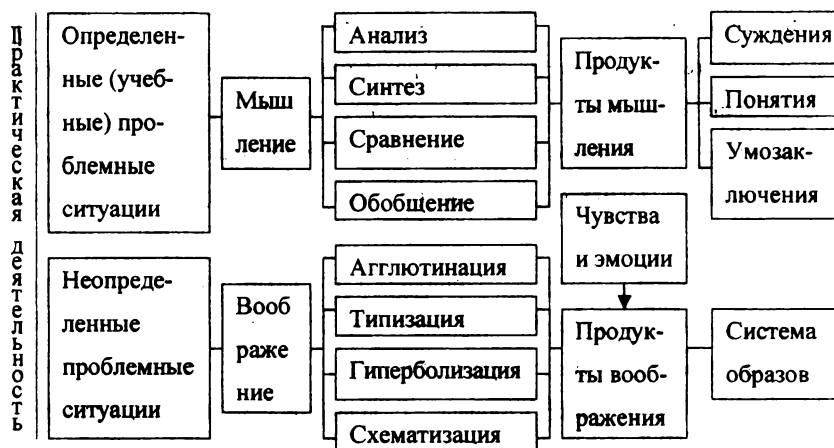 Практическая деятельность
Определен-
ные (учеб-
ные) про-
блемные
ситуации
Мыш
ление
Анализ
Синтез
Сравнение
Обобщение
Продук-
ты мыш-
ления
Суждения
Понятия
Умозак-
лючения
Чувства
и эмоции
Неопреде-
ленные
проблемные
ситуации
Вооб
ражe
ние
Агглютинация
Типизация
Гиперболизация
Схематизация
Продук-
ты вооб-
ражения
Система
образов